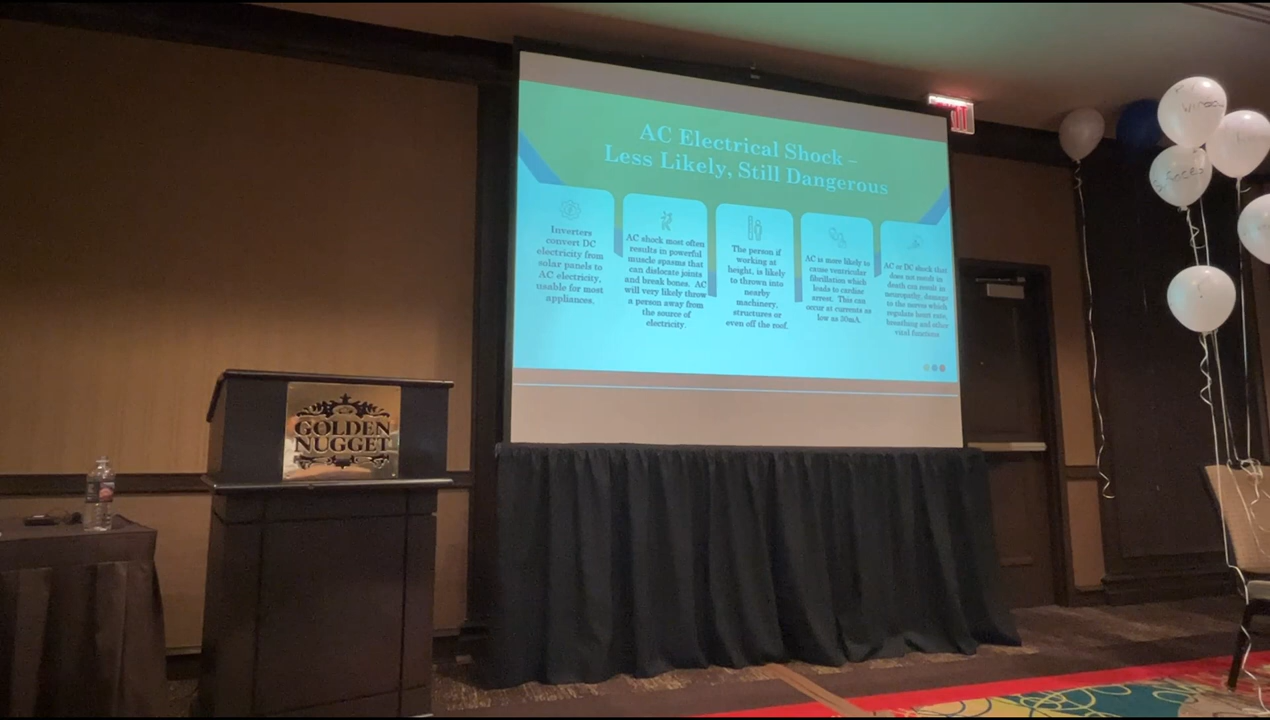 AC Electrical Shock –
Less Likely, Still Dangerous
Inverters
convert DC
electricity from
solar panels to
AC electricity,
usable for most
appliances.
AC shock most often
results in powerful
muscle spasms that
can dislocate joints
and break bones. AC
will very likely throw
a person away from
the source of
electricity.
The person if
working at
height, is likely
to thrown into
nearby
machinery,
structures or
even off the roof.
AC is more likely to
cause ventricular
fibrillation which
leads to cardiac
arrest. This can
occur at currents as
low as 30mA.
AC or DC shock that
does not result in
death can result in
neuropathy, damage
to the nerves which
regulate heart rate,
breathing and other
vital functions.
GOLDEN
NUGGET